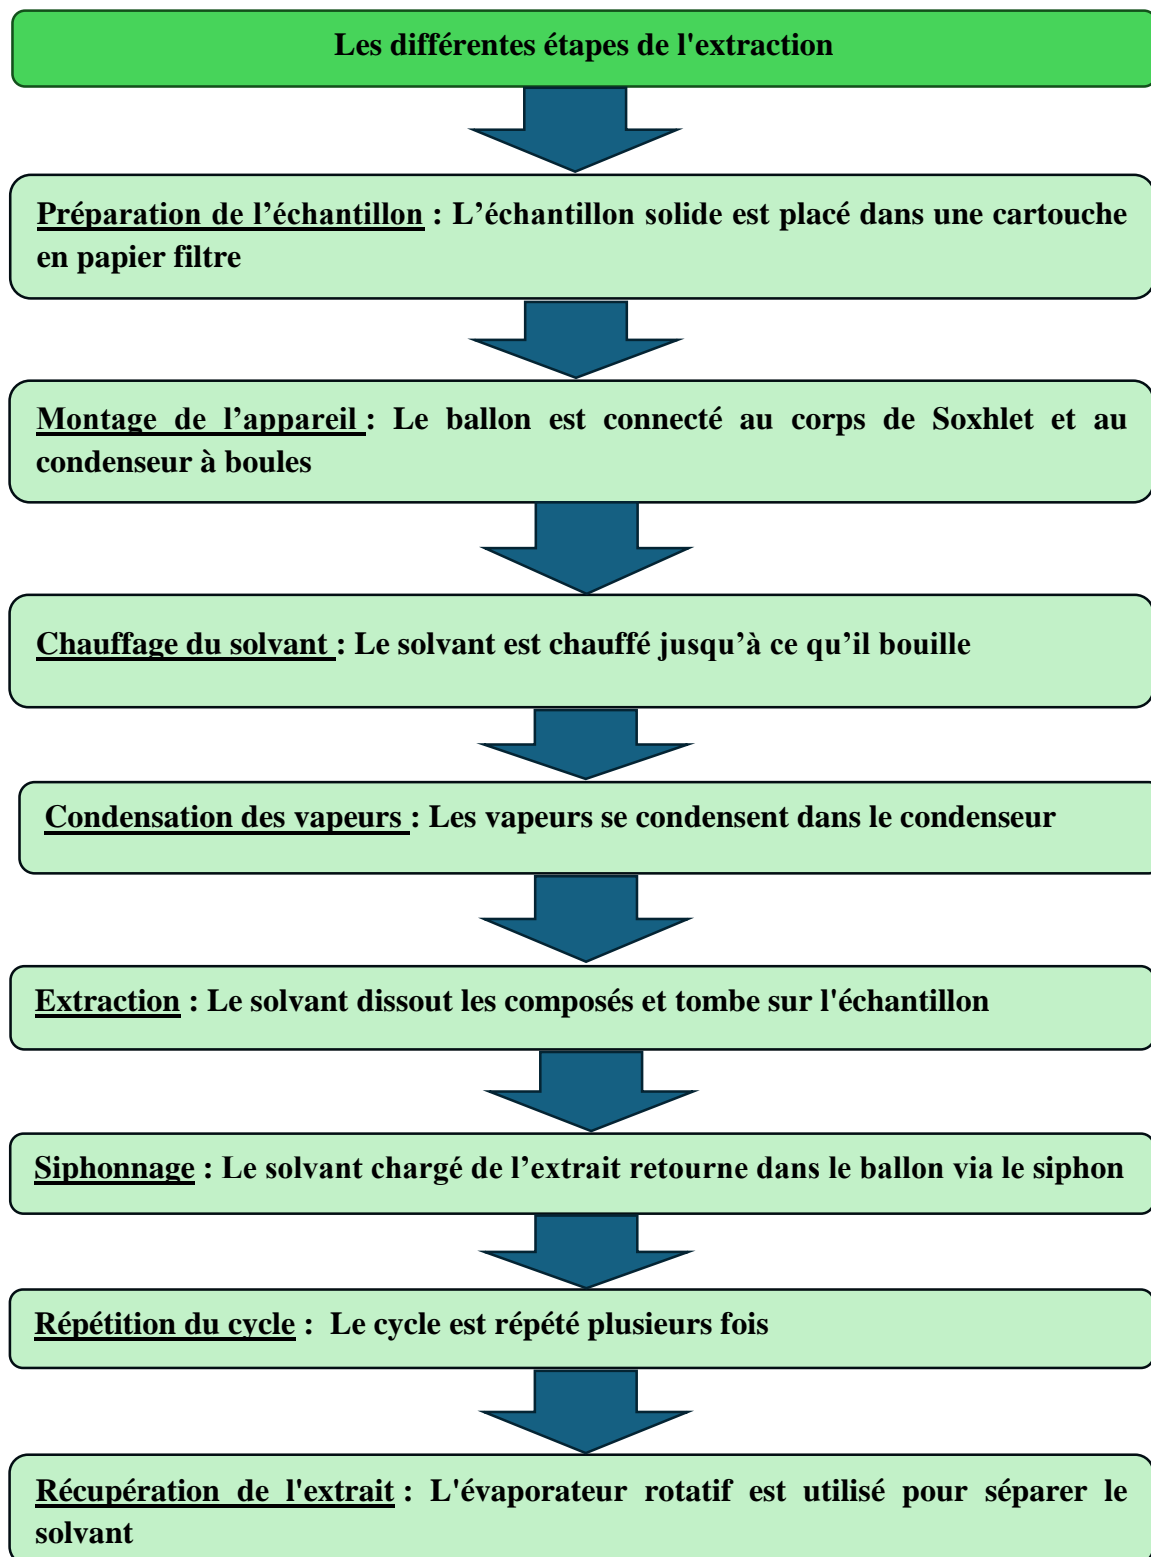 Les différentes étapes de l'extraction
Préparation de l’échantillon : L’échantillon solide est placé dans une cartouche
en papier filtre
Montage de l’appareil : Le ballon est connecté au corps de Soxhlet et au
condenseur à boules
Chauffage du solvant : Le solvant est chauffé jusqu’à ce qu’il bouille
Condensation des vapeurs : Les vapeurs se condensent dans le condenseur
Extraction : Le solvant dissout les composés et tombe sur l'échantillon
Siphonnage : Le solvant chargé de l’extrait retourne dans le ballon via le siphon
Répétition du cycle : Le cycle est répété plusieurs fois
Récupération de l'extrait : L'évaporateur rotatif est utilisé pour séparer le
solvant